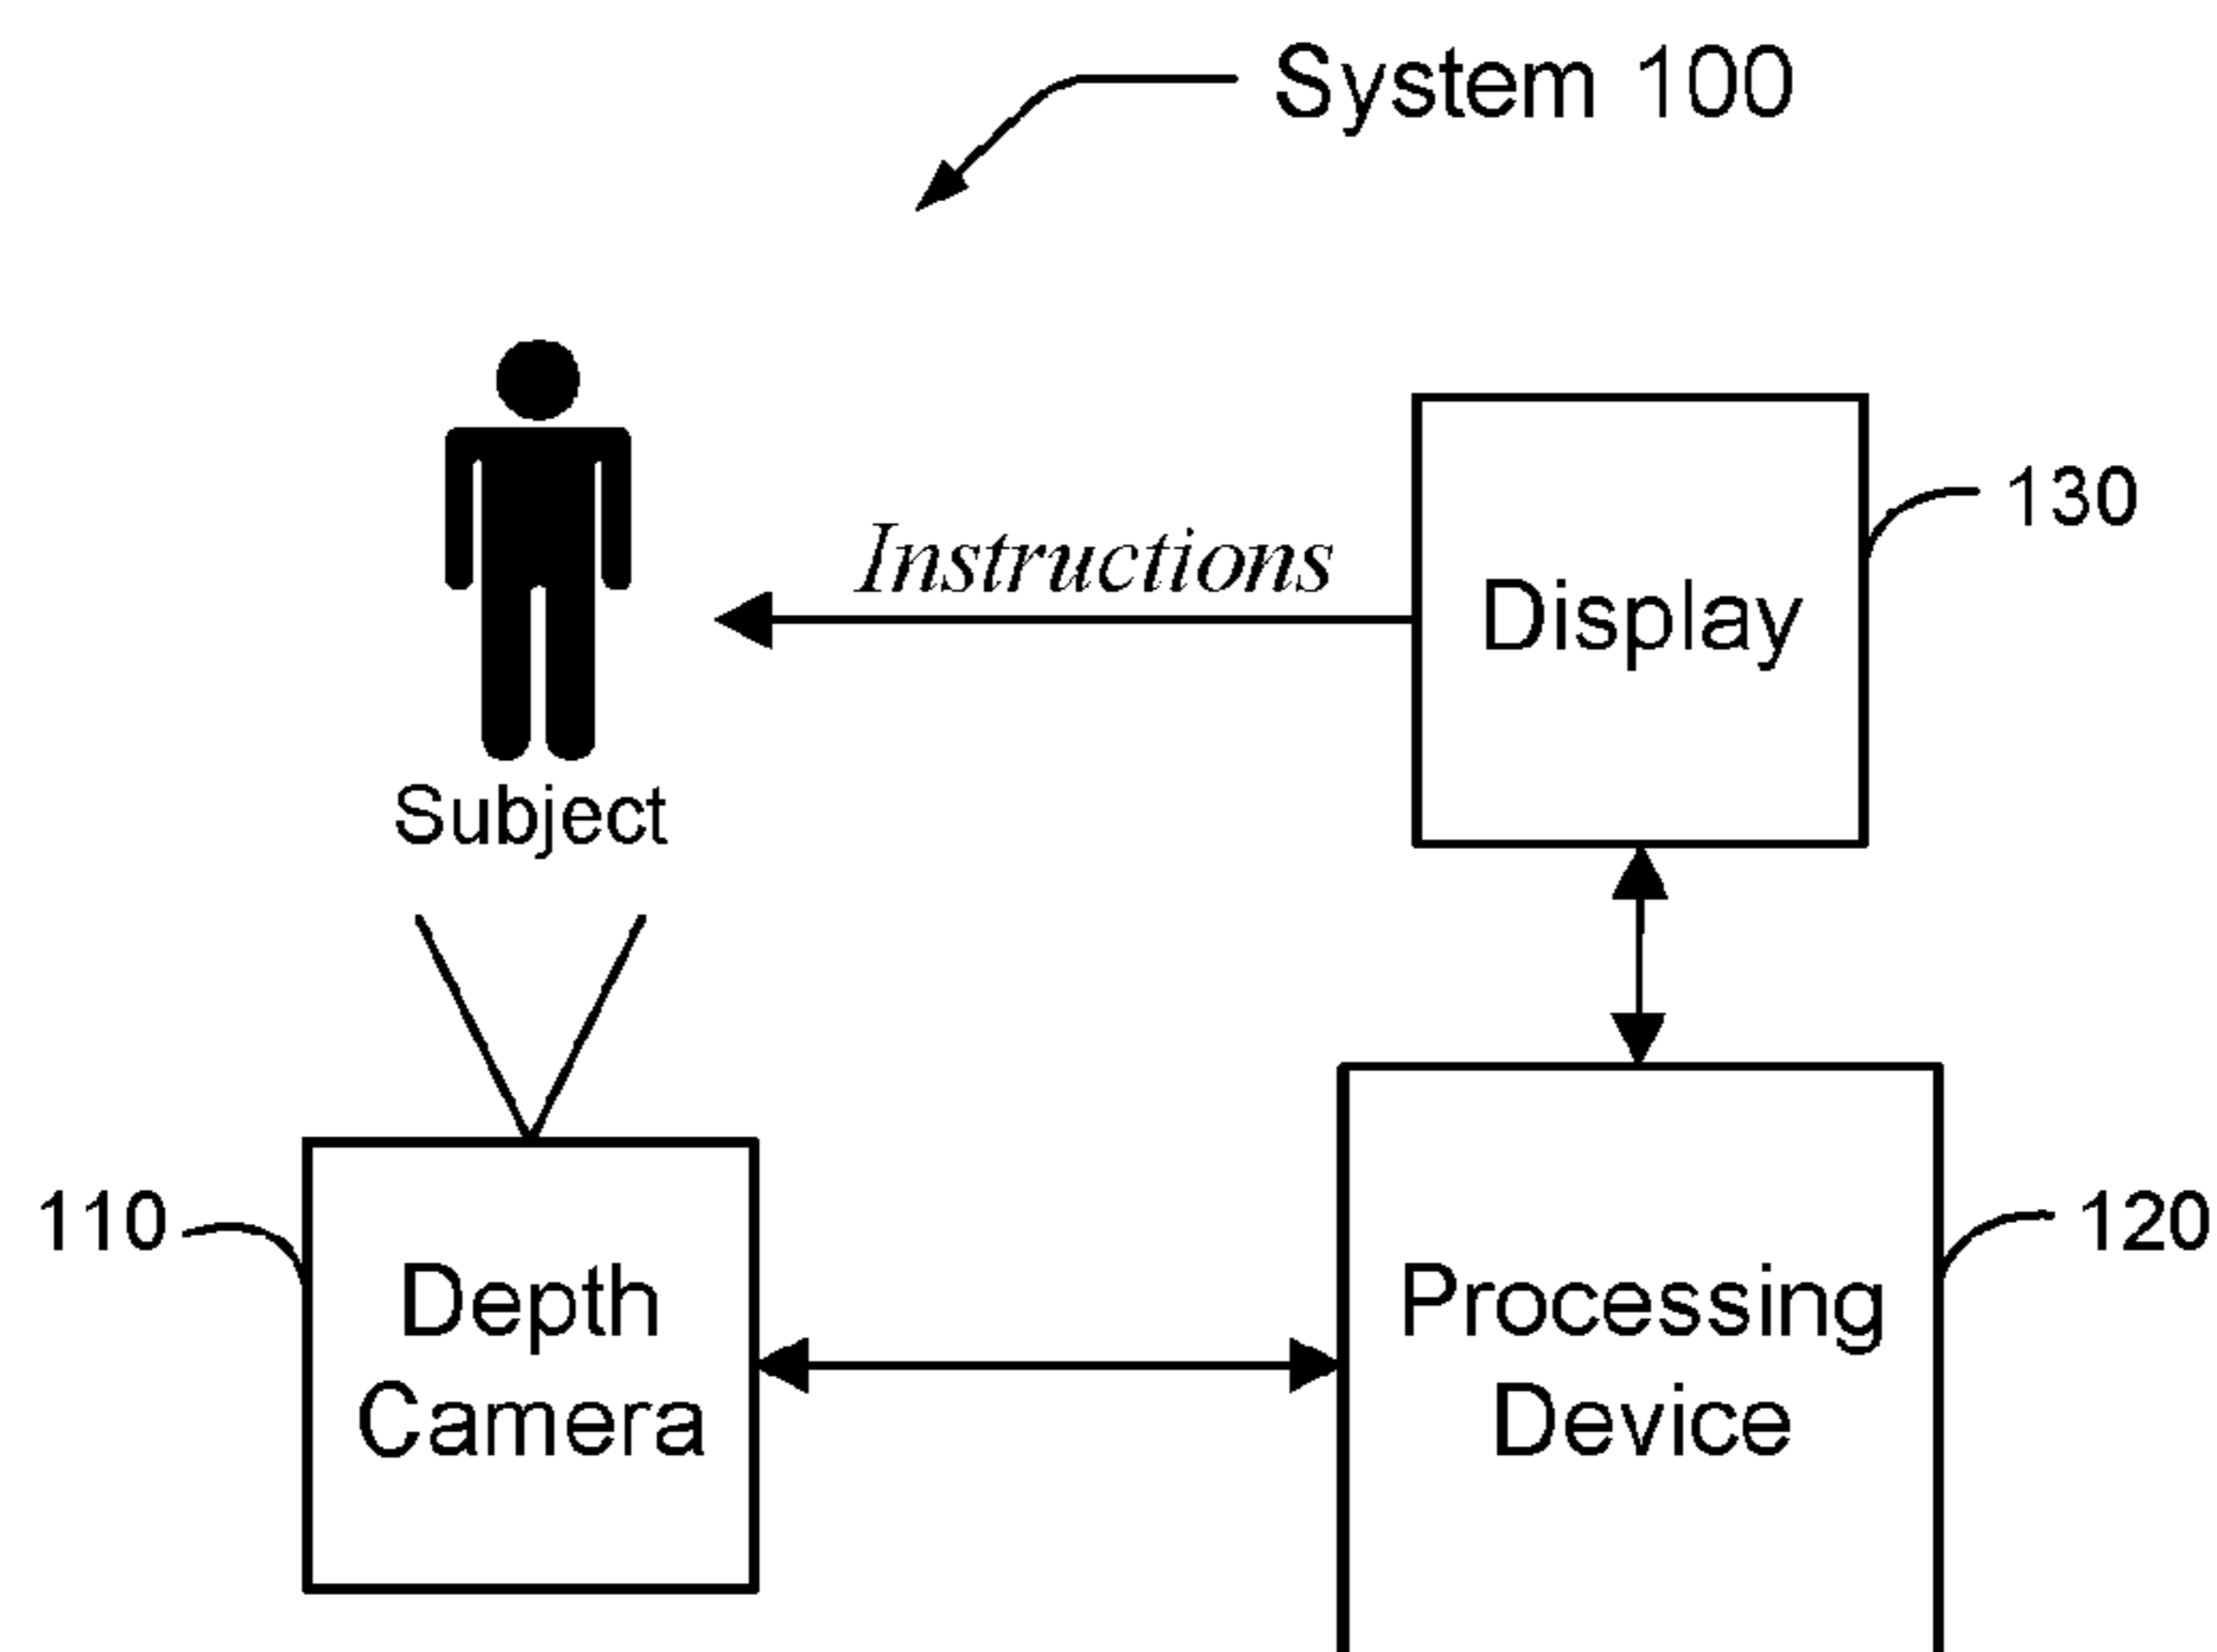 System 100
130
Instructions
Display
Subject
110
120
Depth
Camera
Processing
Device